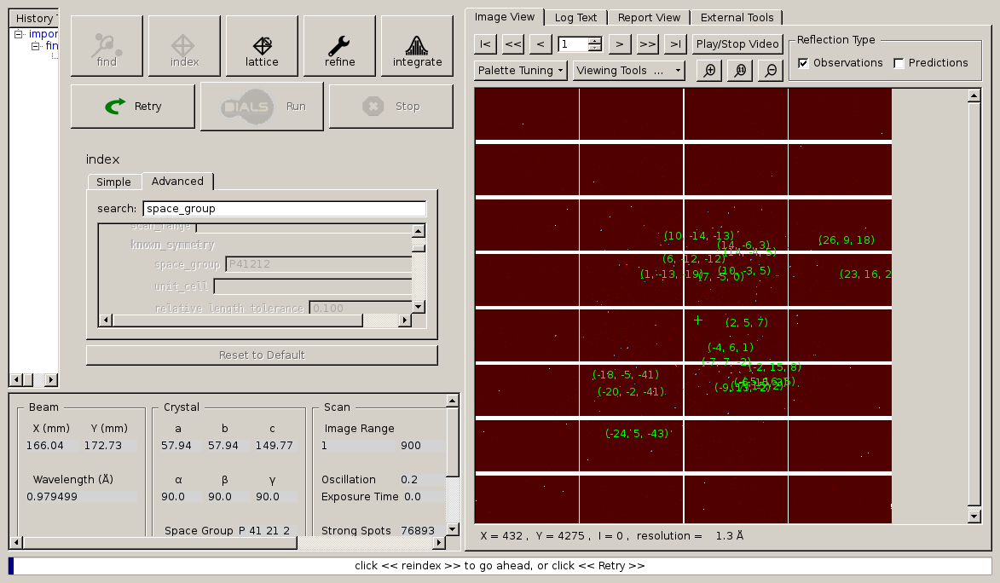 History
impor
fin
find
index
lattice
refine
integrate
Retry
DIALS
Run
Stop
index
Simple
Advanced
search:
space_group
scan_range
known_symmetry
space_group
P41212
unit_cell
relative_length_tolerance
0.100
Reset to Default
Beam
X (mm) Y (mm)
166.04 172.73
Wavelength (Å)
0.979499
Crystal
a b c
57.94 57.94 149.77
α β γ
90.0 90.0 90.0
Space Group P 41 21 2
Scan
Image Range
1 900
Oscillation 0.2
Exposure Time 0.0
Strong Spots 76893
Image View
Log Text
Report View
External Tools
I< << < 1 > >> >I Play/Stop Video
Palette Tuning
Viewing Tools ...
Reflection Type
Observations
Predictions
(10, -14, -13)
(14, -6, 3)
(26, 9, 18)
(6, -12, -12)
(1, -13, -19)
(10, -3, 5)
(7, -5, 0)
(23, 16, 2
(2, 5, 7)
(-4, 6, 1)
(-7, 7, -2)
(-2, 15, 8)
(-18, -5, -41)
(-20, -2, -41)
(-24, 5, -43)
X = 432 , Y = 4275 , I = 0 , resolution = 1.3 Å
click << reindex >> to go ahead, or click << Retry >>